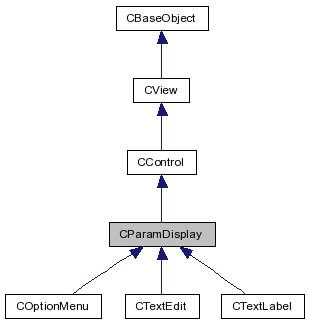 CBaseObject
CView
CControl
CParamDisplay
COptionMenu
CTextEdit
CTextLabel